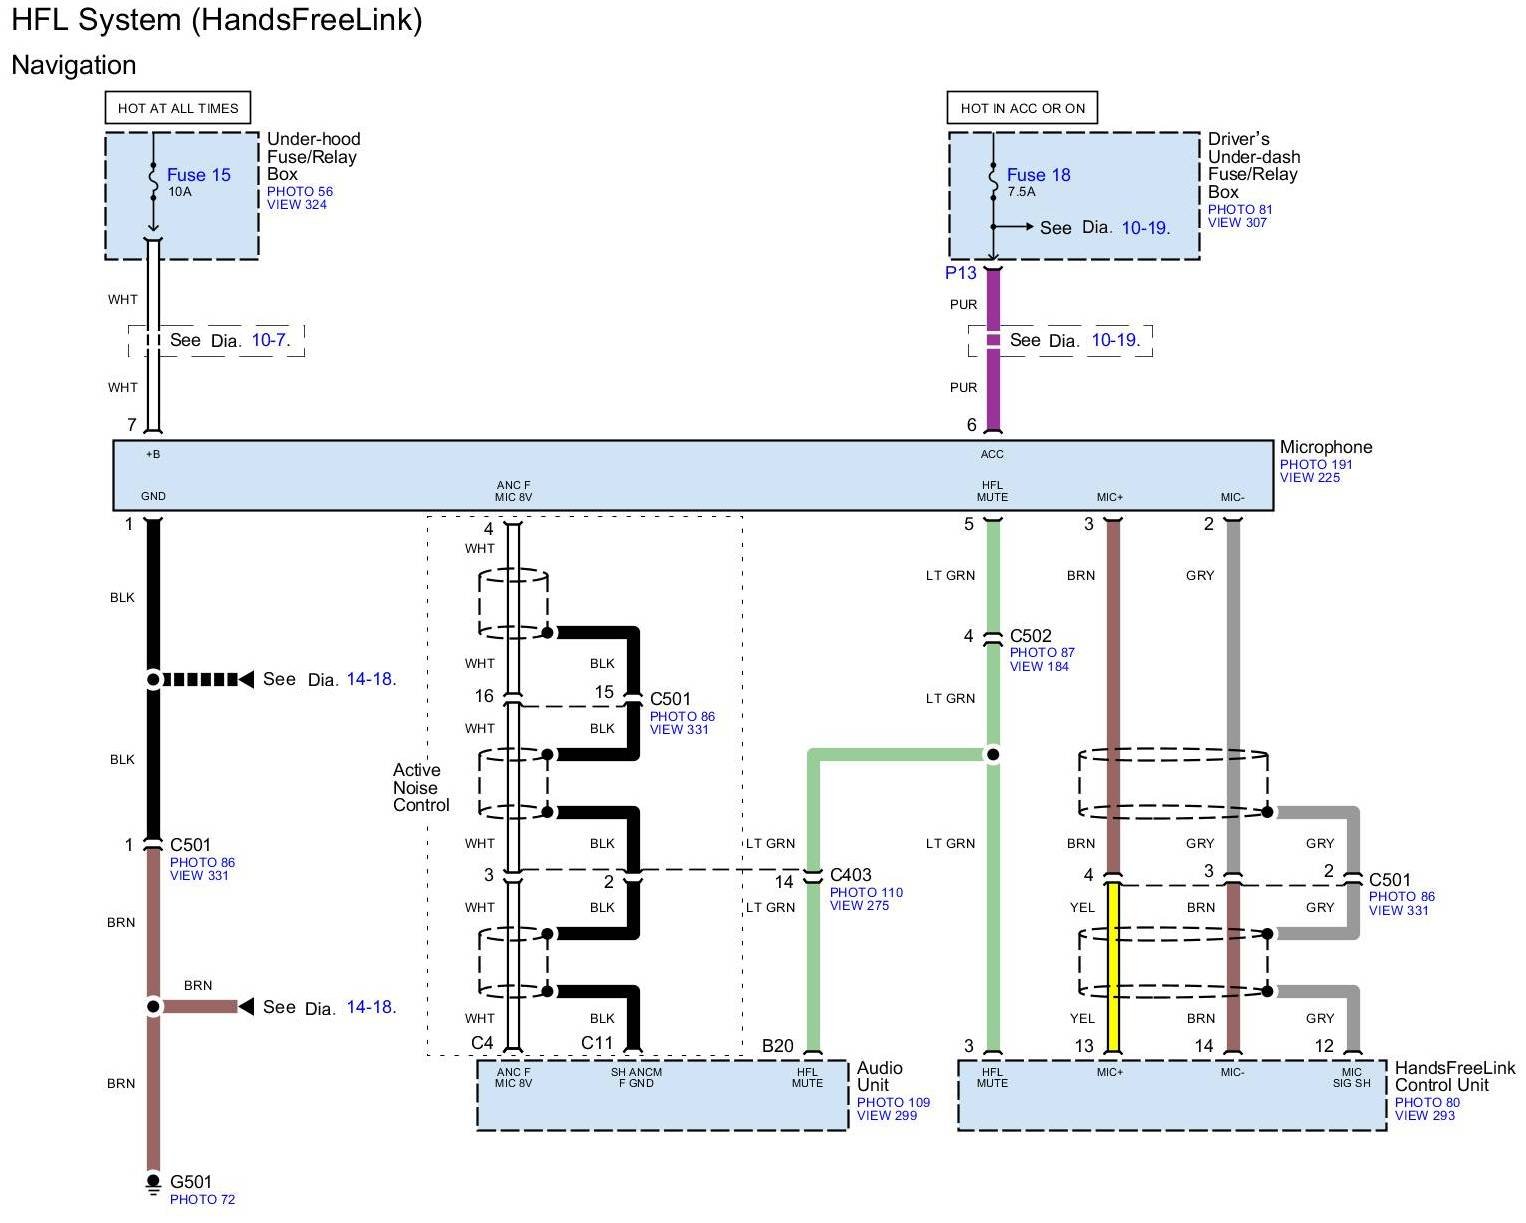 HFL System (HandsFreeLink)
Navigation
HOT AT ALL TIMES
HOT IN ACC OR ON
Fuse 15
10A
Under-hood
Fuse/Relay
Box
PHOTO 56
VIEW 324
Fuse 18
7.5A
See Dia. 10-19.
Driver's
Under-dash
Fuse/Relay
Box
PHOTO 81
VIEW 307
P13
WHT
PUR
See Dia. 10-7.
See Dia. 10-19.
WHT
PUR
7
6
+B
ACC
Microphone
PHOTO 191
VIEW 225
GND
ANC F
MIC 8V
HFL
MUTE
MIC+
MIC-
1
4
5
3
2
WHT
LT GRN
BRN
GRY
BLK
4
C502
PHOTO 87
VIEW 184
WHT
BLK
See Dia. 14-18.
16
15
C501
PHOTO 86
VIEW 331
LT GRN
WHT
BLK
BLK
Active
Noise
Control
1
C501
PHOTO 86
VIEW 331
WHT
BLK
LT GRN
LT GRN
BRN
GRY
GRY
3
2
14
C403
PHOTO 110
VIEW 275
4
3
2
C501
PHOTO 86
VIEW 331
WHT
BLK
LT GRN
YEL
BRN
GRY
BRN
BRN
See Dia. 14-18.
WHT
BLK
YEL
BRN
GRY
C4
C11
B20
3
13
14
12
ANC F
MIC 8V
SH ANCM
F GND
HFL
MUTE
Audio
Unit
PHOTO 109
VIEW 299
HFL
MUTE
MIC+
MIC-
MIC
SIG SH
HandsFreeLink
Control Unit
PHOTO 80
VIEW 293
BRN
G501
PHOTO 72